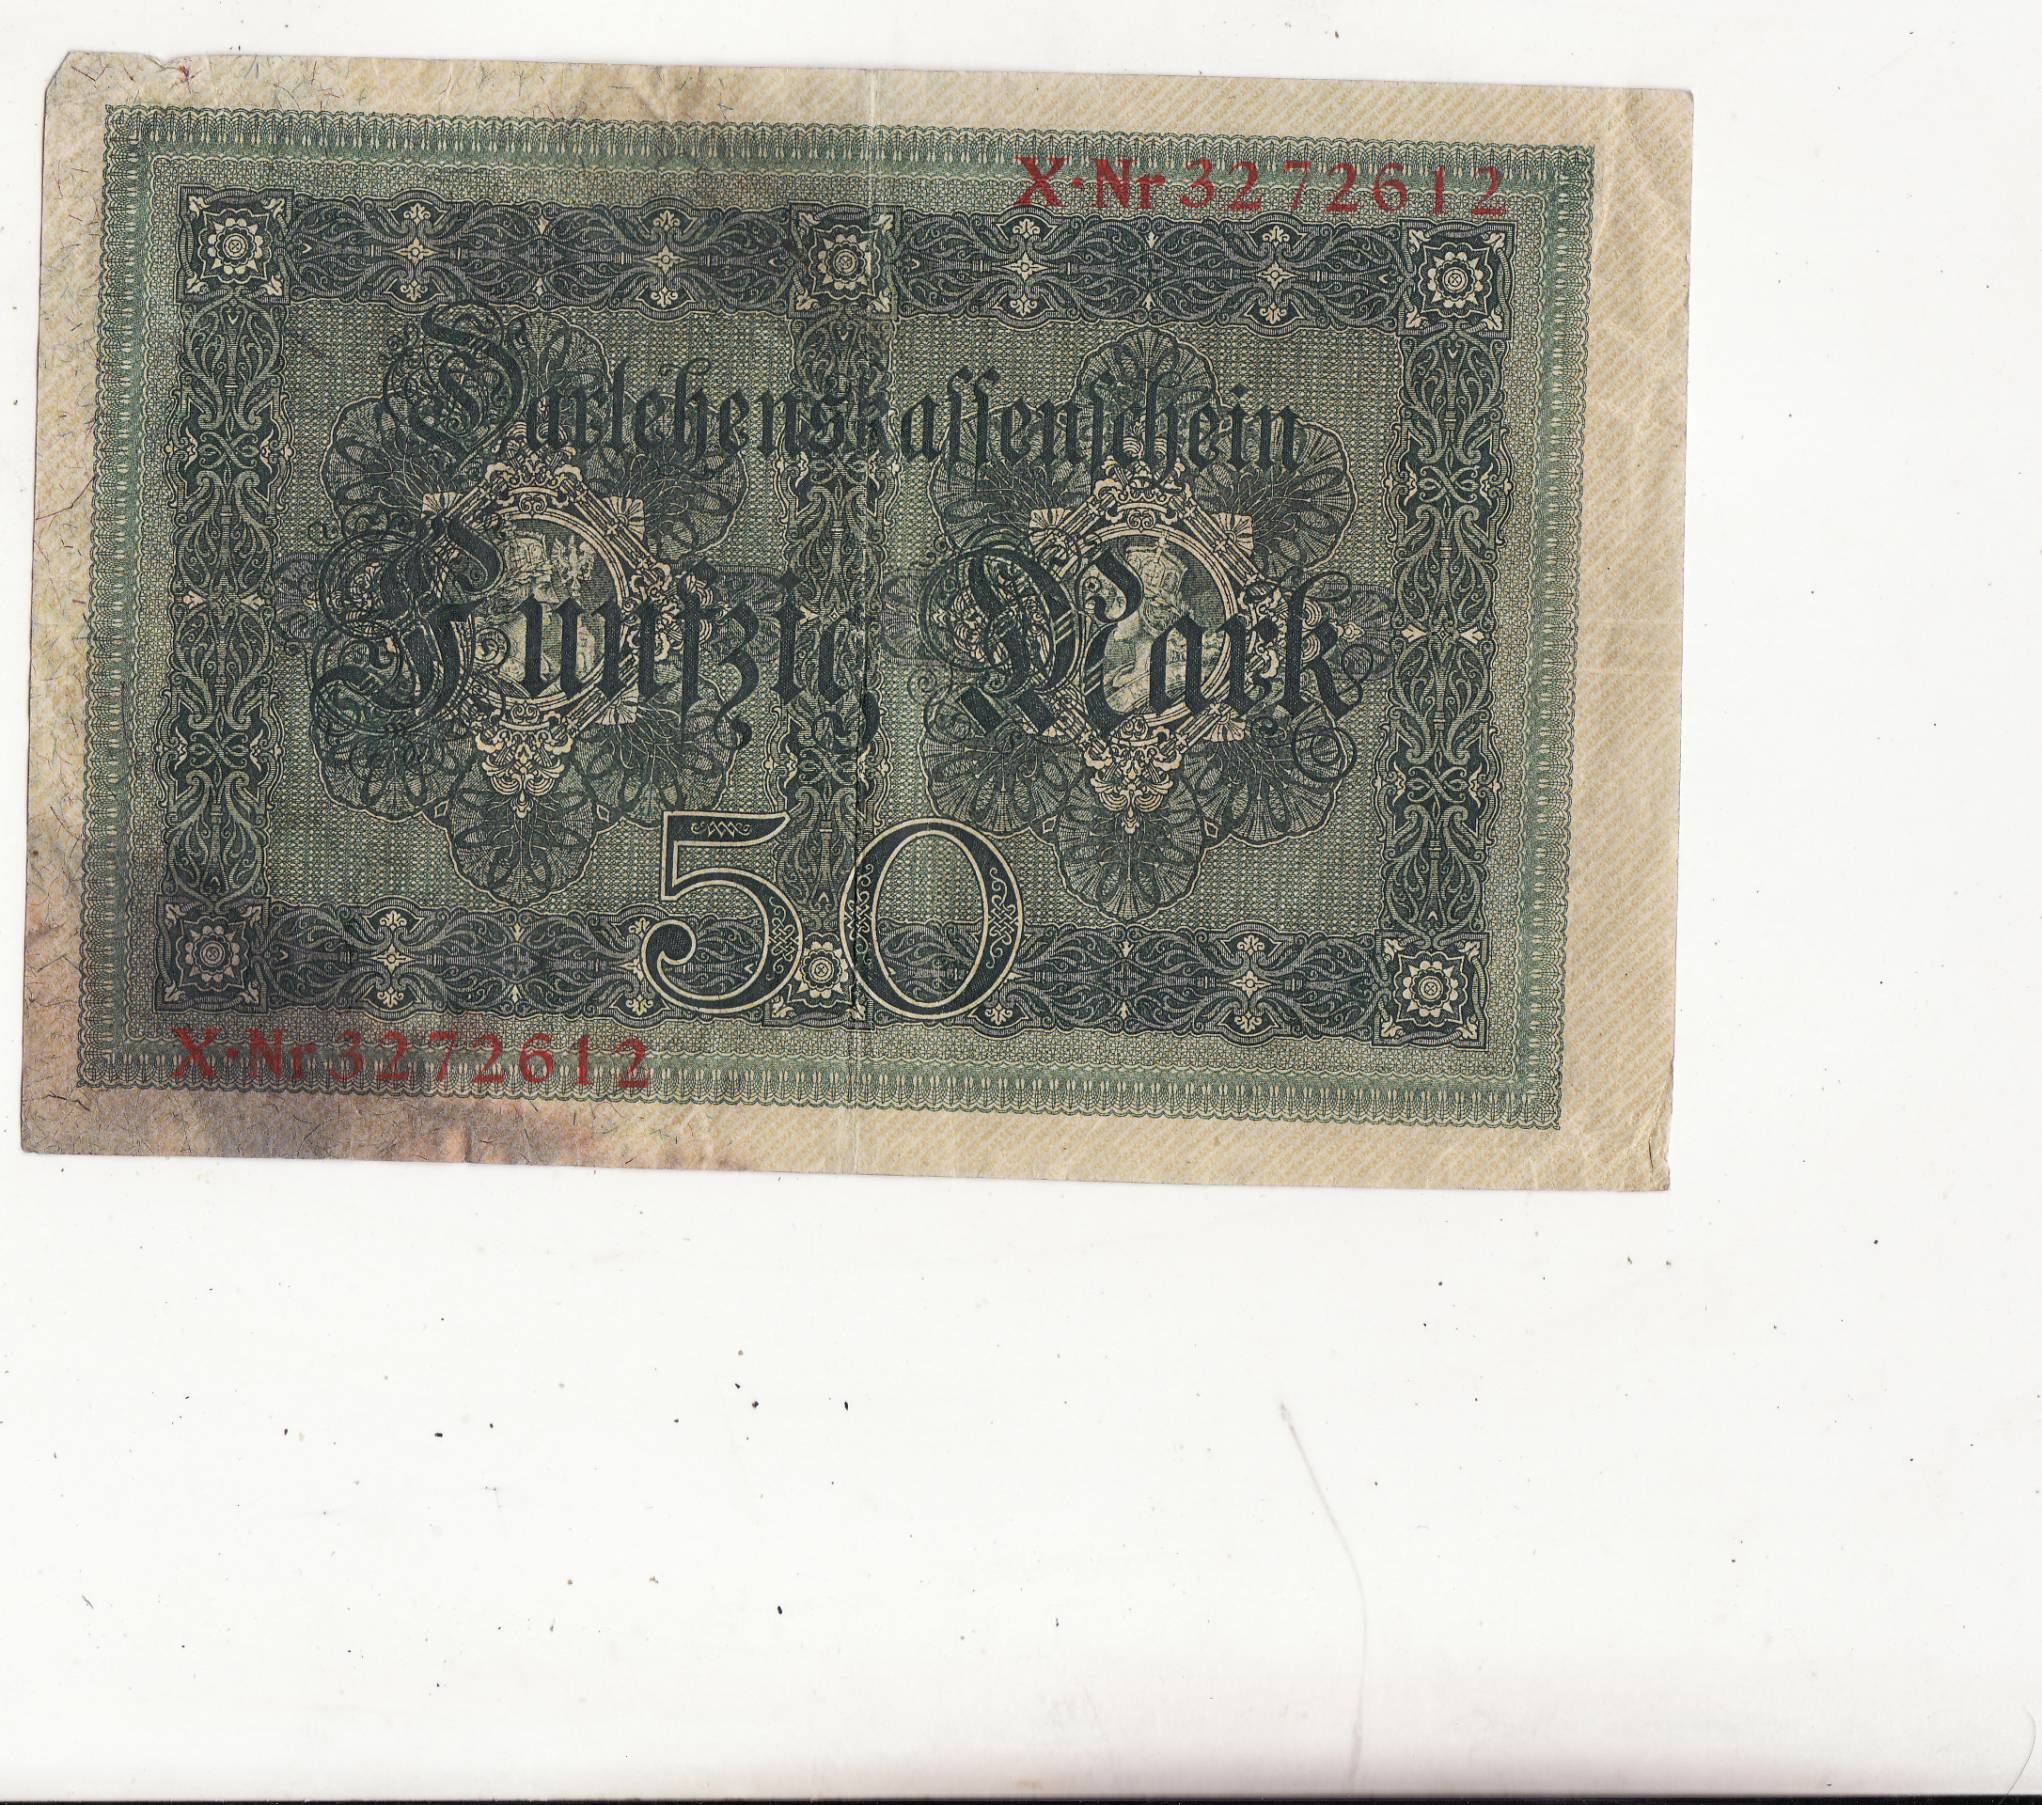 X·Nr 3272612
Darlehenskassenschein
Fünfzig Mark
50
X·Nr 3272612